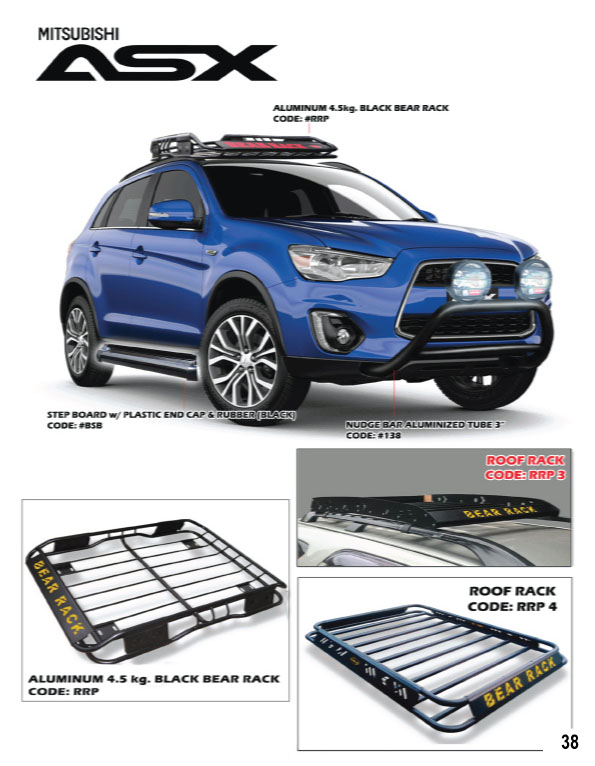 MITSUBISHI
ASX
ALUMINUM 4.5kg. BLACK BEAR RACK
CODE: #RRP
BEAR RACK
STEP BOARD w/ PLASTIC END CAP & RUBBER (BLACK)
CODE: #BSB
NUDGE BAR ALUMINIZED TUBE 3"
CODE: #138
ROOF RACK
CODE: RRP 3
BEAR RACK
BEAR RACK
ALUMINUM 4.5 kg. BLACK BEAR RACK
CODE: RRP
ROOF RACK
CODE: RRP 4
BEAR RACK
38